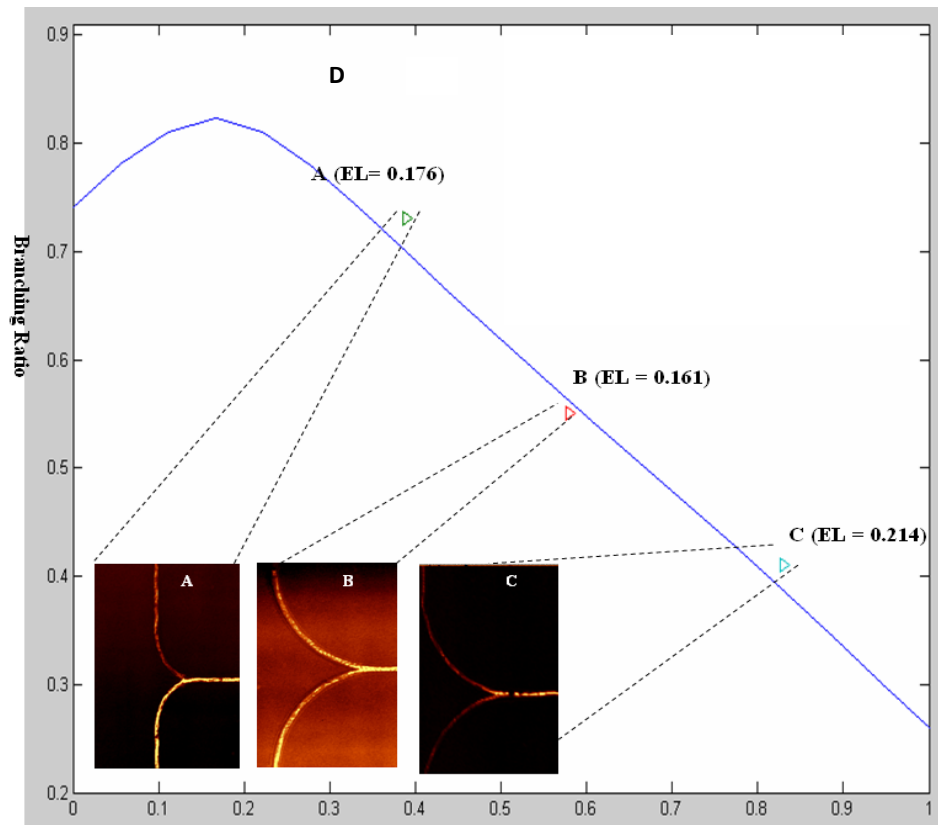 0.9
D
0.8
A (EL= 0.176)
0.7
Branching Ratio
0.6
B (EL = 0.161)
0.5
C (EL = 0.214)
0.4
A
B
C
0.3
0.2
0 0.1 0.2 0.3 0.4 0.5 0.6 0.7 0.8 0.9 1